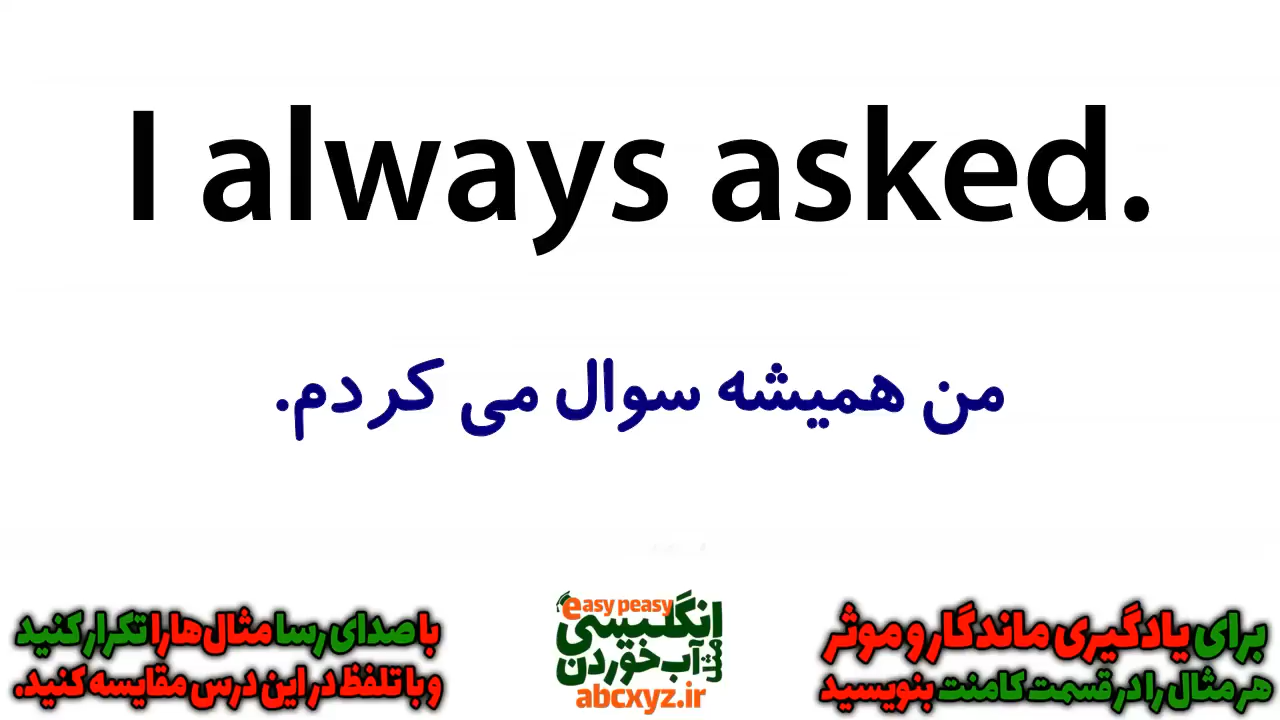 I always asked.
من همیشه سوال می کردم.
برای یادگیری ماندگار و موثر
هر مثال را در قسمت کامنت بنویسید
easy peasy
انگلیسی
مثل
آب خوردن
abcxyz.ir
با صدای رسا مثال‌ها را تکرار کنید
و با تلفظ در این درس مقایسه کنید.